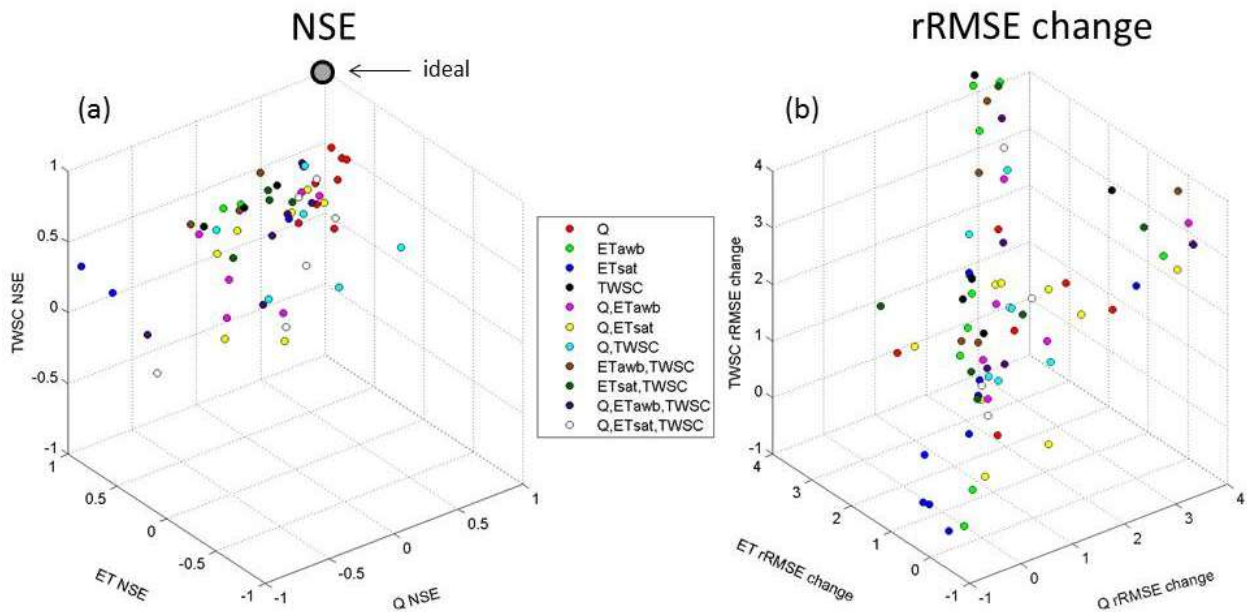 NSE
ideal
(a)
TWSC NSE
1
0.5
0
-0.5
-1
1
0.5
0
-0.5
-1
ET NSE
-1
-0.5
0
0.5
1
Q NSE
Q
ETawb
ETsat
TWSC
Q,ETawb
Q,ETsat
Q,TWSC
ETawb,TWSC
ETsat,TWSC
Q,ETawb,TWSC
Q,ETsat,TWSC
rRMSE change
(b)
TWSC rRMSE change
4
3
2
1
0
-1
4
3
2
1
0
-1
ET rRMSE change
-1
0
1
2
3
4
Q rRMSE change